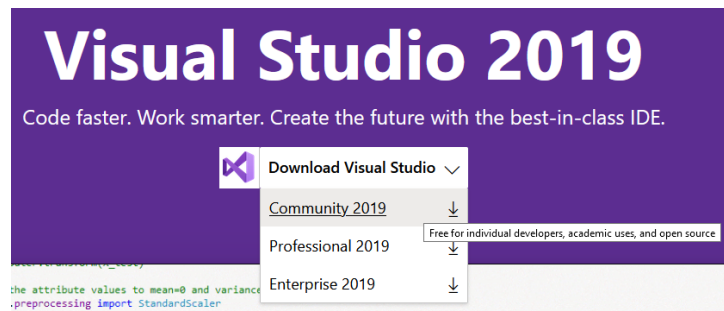 Visual Studio 2019
Code faster. Work smarter. Create the future with the best-in-class IDE.
Download Visual Studio
Community 2019
Free for individual developers, academic uses, and open source
Professional 2019
Enterprise 2019
the attribute values to mean=0 and variance
.preprocessing import StandardScaler